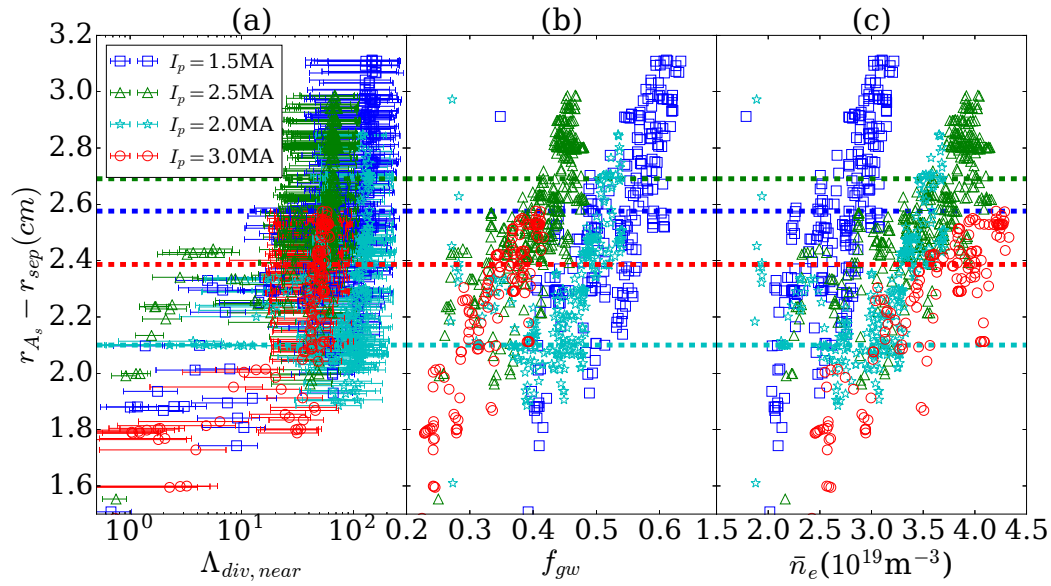 (a) (b) (c)
3.2
3.0
2.8
2.6
2.4
2.2
2.0
1.8
1.6
r_{A_s} − r_{sep}(cm)
I_p = 1.5MA
I_p = 2.5MA
I_p = 2.0MA
I_p = 3.0MA
10^0 10^1 10^2 0.2 0.3 0.4 0.5 0.6 1.5 2.0 2.5 3.0 3.5 4.0 4.5
Λ_{div,near} f_{gw} n̄_e(10^{19}m^{−3})